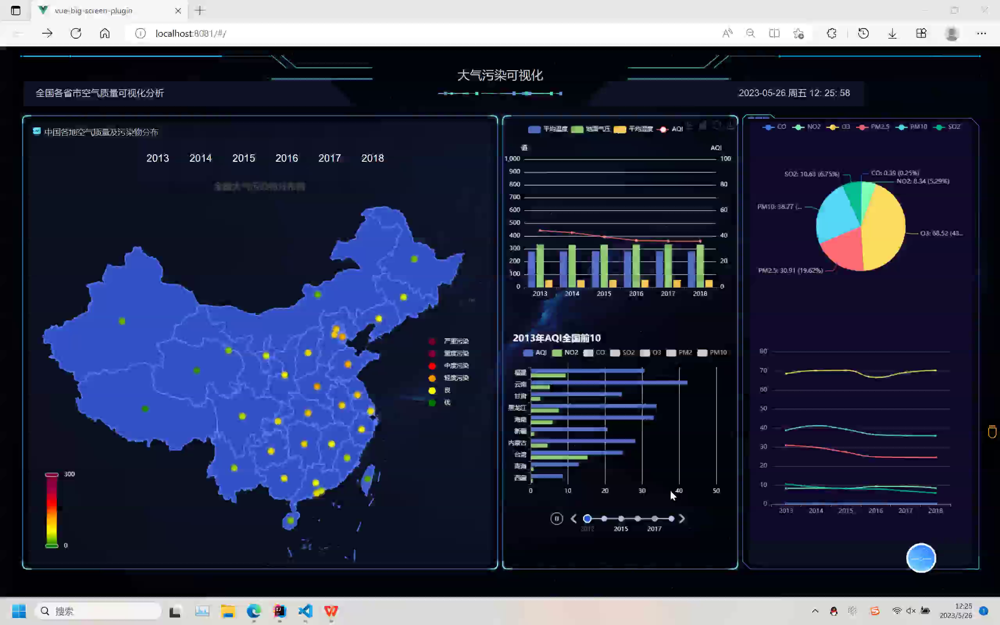 vue-big-screen-plugin
localhost:8081/#/
大气污染可视化
全国各省市空气质量可视化分析
2023-05-26 周五 12: 25: 58
中国各地空气质量及污染物分布
2013 2014 2015 2016 2017 2018
严重污染
重度污染
中度污染
轻度污染
良
优
300
0
平均温度 地面气压 平均湿度 AQI
值 AQI
1,000 100
900
800 80
700
600 60
500
400 40
300
200 20
100
0 0
2013 2014 2015 2016 2017 2018
2013年AQI全国前10
AQI NO2 CO SO2 O3 PM2 PM10
福建
云南
甘肃
黑龙江
海南
新疆
内蒙古
台湾
青海
西藏
0 10 20 30 40 50
2015 2017
CO NO2 O3 PM2.5 PM10 SO2
SO2: 10.63 (6.75%)
CO: 0.39 (0.25%)
NO2: 8.34 (5.29%)
PM10: 38.77 (...
O3: 68.52 (43...
PM2.5: 30.91 (19.62%)
80
70
60
50
40
30
20
10
0
2013 2014 2015 2016 2017 2018
搜索
中
12:25
2023/5/26
1